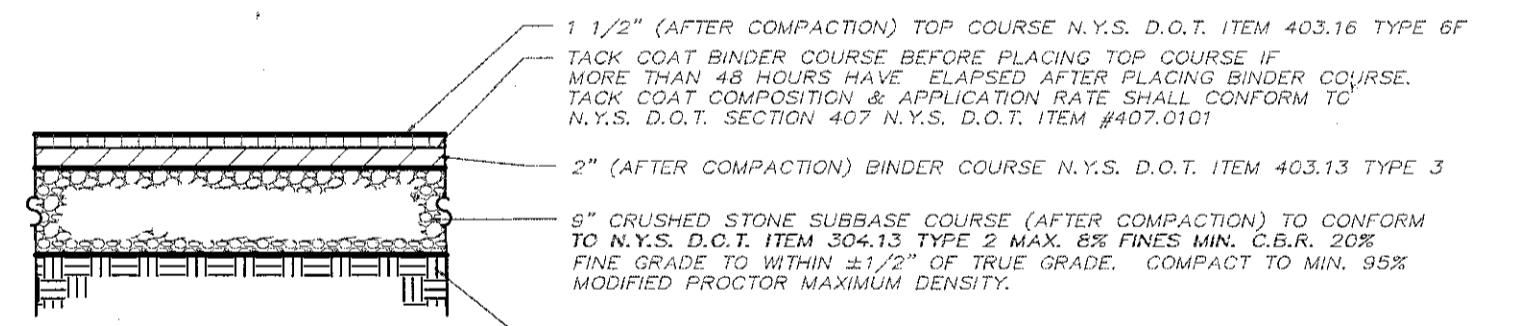 1 1/2" (AFTER COMPACTION) TOP COURSE N.Y.S. D.O.T. ITEM 403.16 TYPE 6F
TACK COAT BINDER COURSE BEFORE PLACING TOP COURSE IF
MORE THAN 48 HOURS HAVE ELAPSED AFTER PLACING BINDER COURSE.
TACK COAT COMPOSITION & APPLICATION RATE SHALL CONFORM TO
N.Y.S. D.O.T. SECTION 407 N.Y.S. D.O.T. ITEM #407.0101
2" (AFTER COMPACTION) BINDER COURSE N.Y.S. D.O.T. ITEM 403.13 TYPE 3
9" CRUSHED STONE SUBBASE COURSE (AFTER COMPACTION) TO CONFORM
TO N.Y.S. D.O.T. ITEM 304.13 TYPE 2 MAX. 8% FINES MIN. C.B.R. 20%
FINE GRADE TO WITHIN ±1/2" OF TRUE GRADE. COMPACT TO MIN. 95%
MODIFIED PROCTOR MAXIMUM DENSITY.